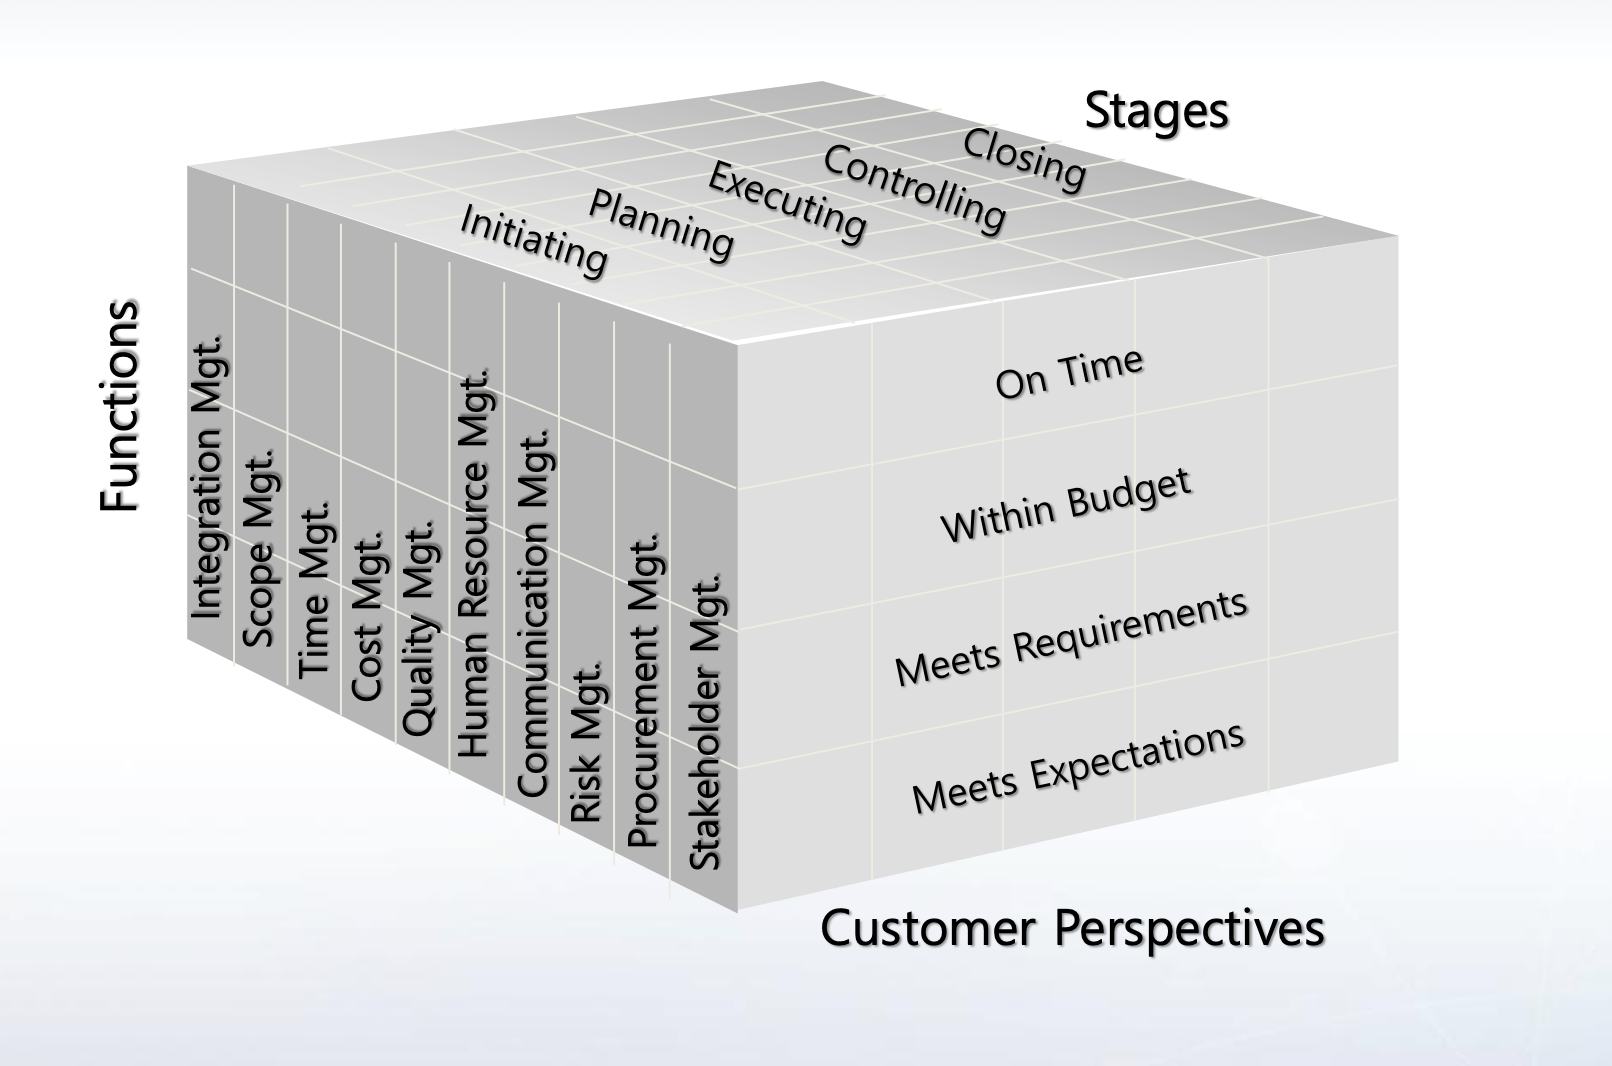 Stages
Initiating
Planning
Executing
Controlling
Closing
Functions
Integration Mgt.
Scope Mgt.
Time Mgt.
Cost Mgt.
Quality Mgt.
Human Resource Mgt.
Communication Mgt.
Risk Mgt.
Procurement Mgt.
Stakeholder Mgt.
On Time
Within Budget
Meets Requirements
Meets Expectations
Customer Perspectives